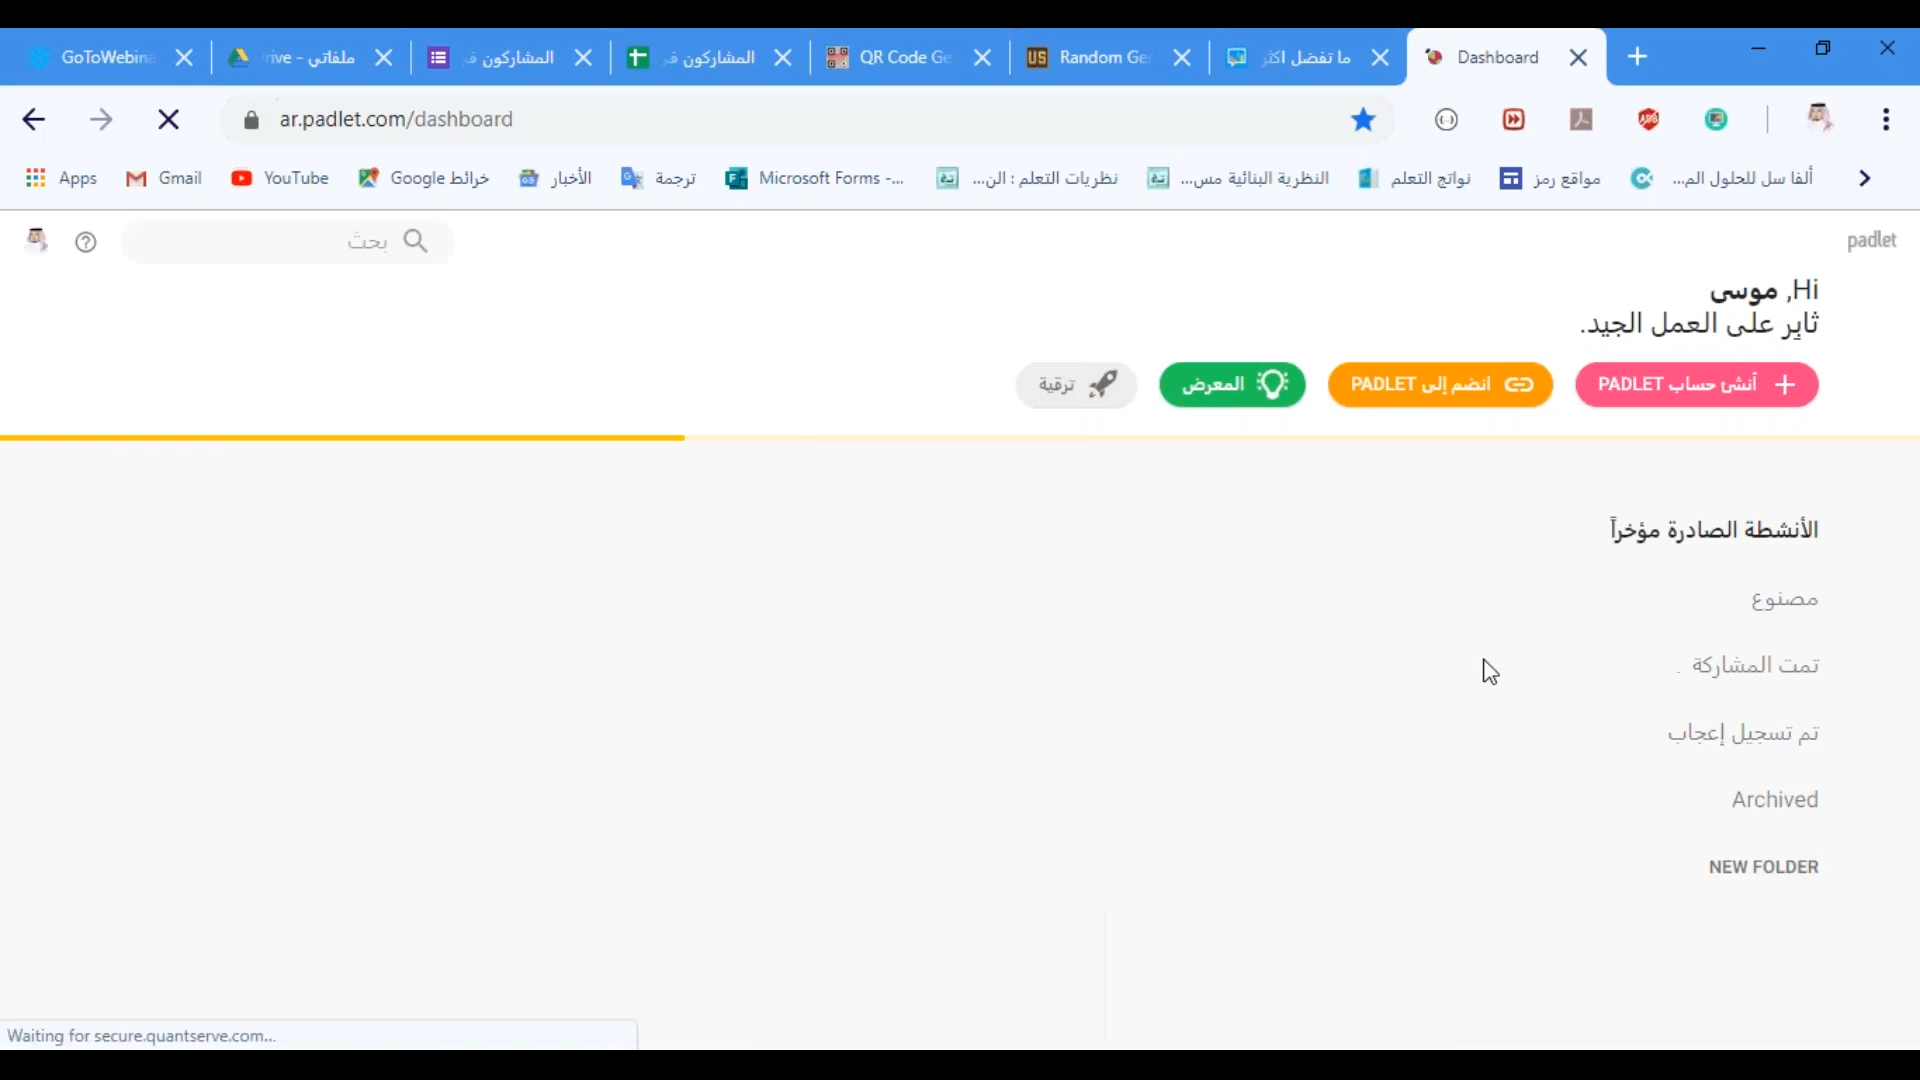 GoToWebina
ملفاتي - rive
المشاركون ف
المشاركون ف
QR Code Ge
Random Ge
ما تفضل اكثر
Dashboard
ar.padlet.com/dashboard
Apps
Gmail
YouTube
خرائط Google
الأخبار
ترجمة
Microsoft Forms -...
نظريات التعلم : الن...
النظرية البنائية مس...
نواتج التعلم
مواقع رمز
ألفا سل للحلول الم...
بحث
padlet
Hi, موسى
ثابِر على العمل الجيد.
أنشئ حساب PADLET
انضم إلى PADLET
المعرض
ترقية
الأنشطة الصادرة مؤخراً
مصنوع
تمت المشاركة
تم تسجيل إعجاب
Archived
NEW FOLDER
Waiting for secure.quantserve.com...